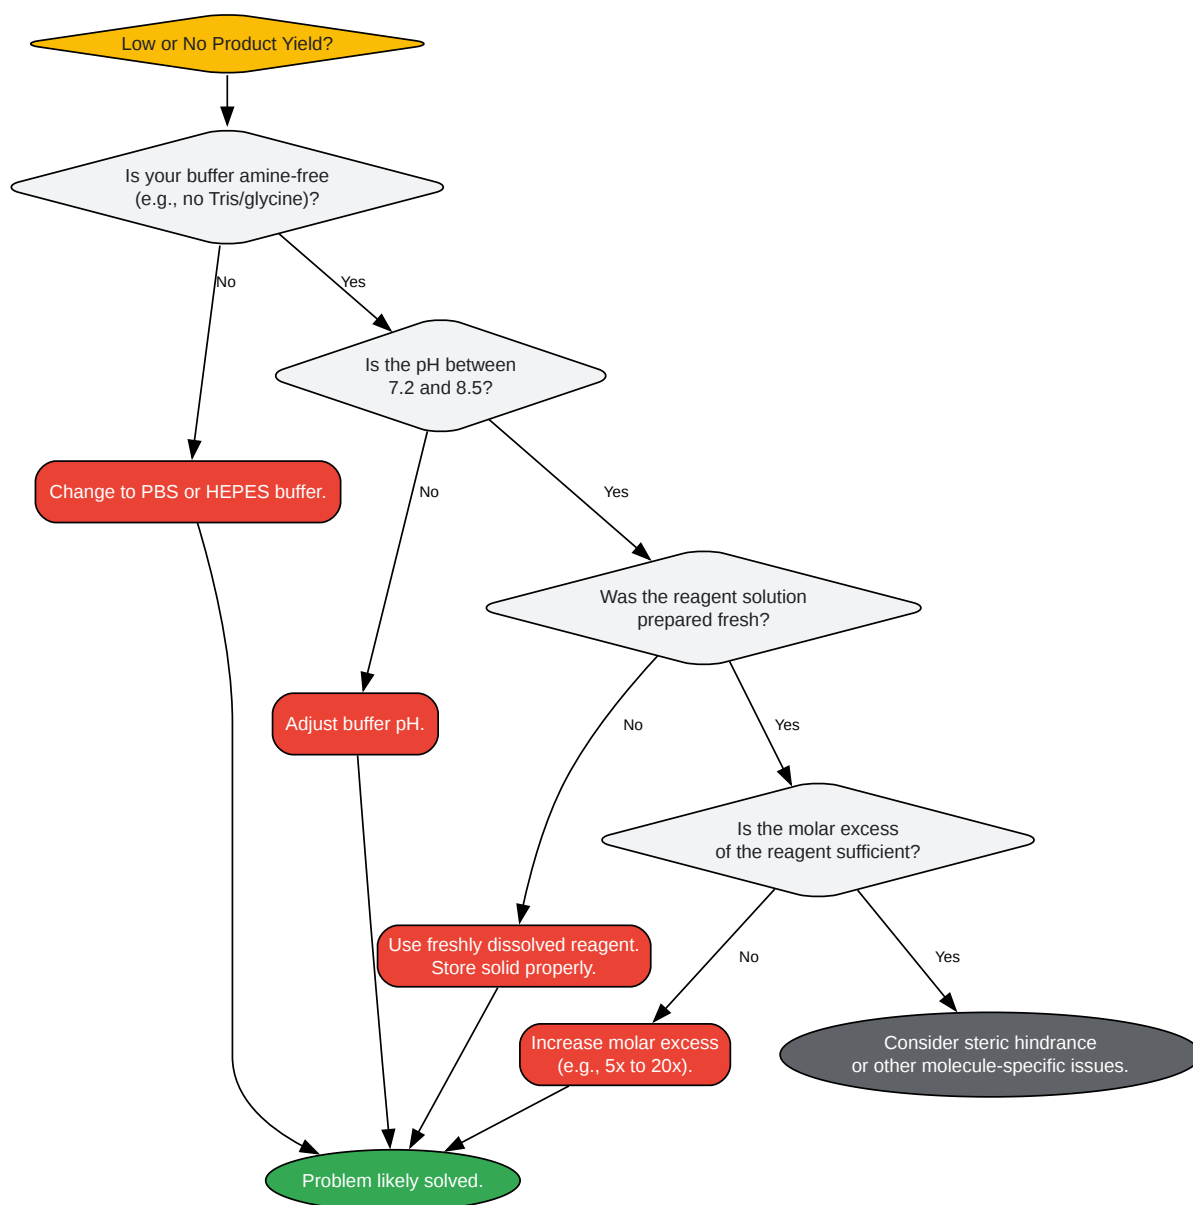 Low or No Product Yield?
Is your buffer amine-free
(e.g., no Tris/glycine)?
No
Yes
Is the pH between
7.2 and 8.5?
Change to PBS or HEPES buffer.
No
Yes
Was the reagent solution
prepared fresh?
Adjust buffer pH.
No
Yes
Is the molar excess
of the reagent sufficient?
Use freshly dissolved reagent.
Store solid properly.
No
Yes
Increase molar excess
(e.g., 5x to 20x).
Consider steric hindrance
or other molecule-specific issues.
Problem likely solved.